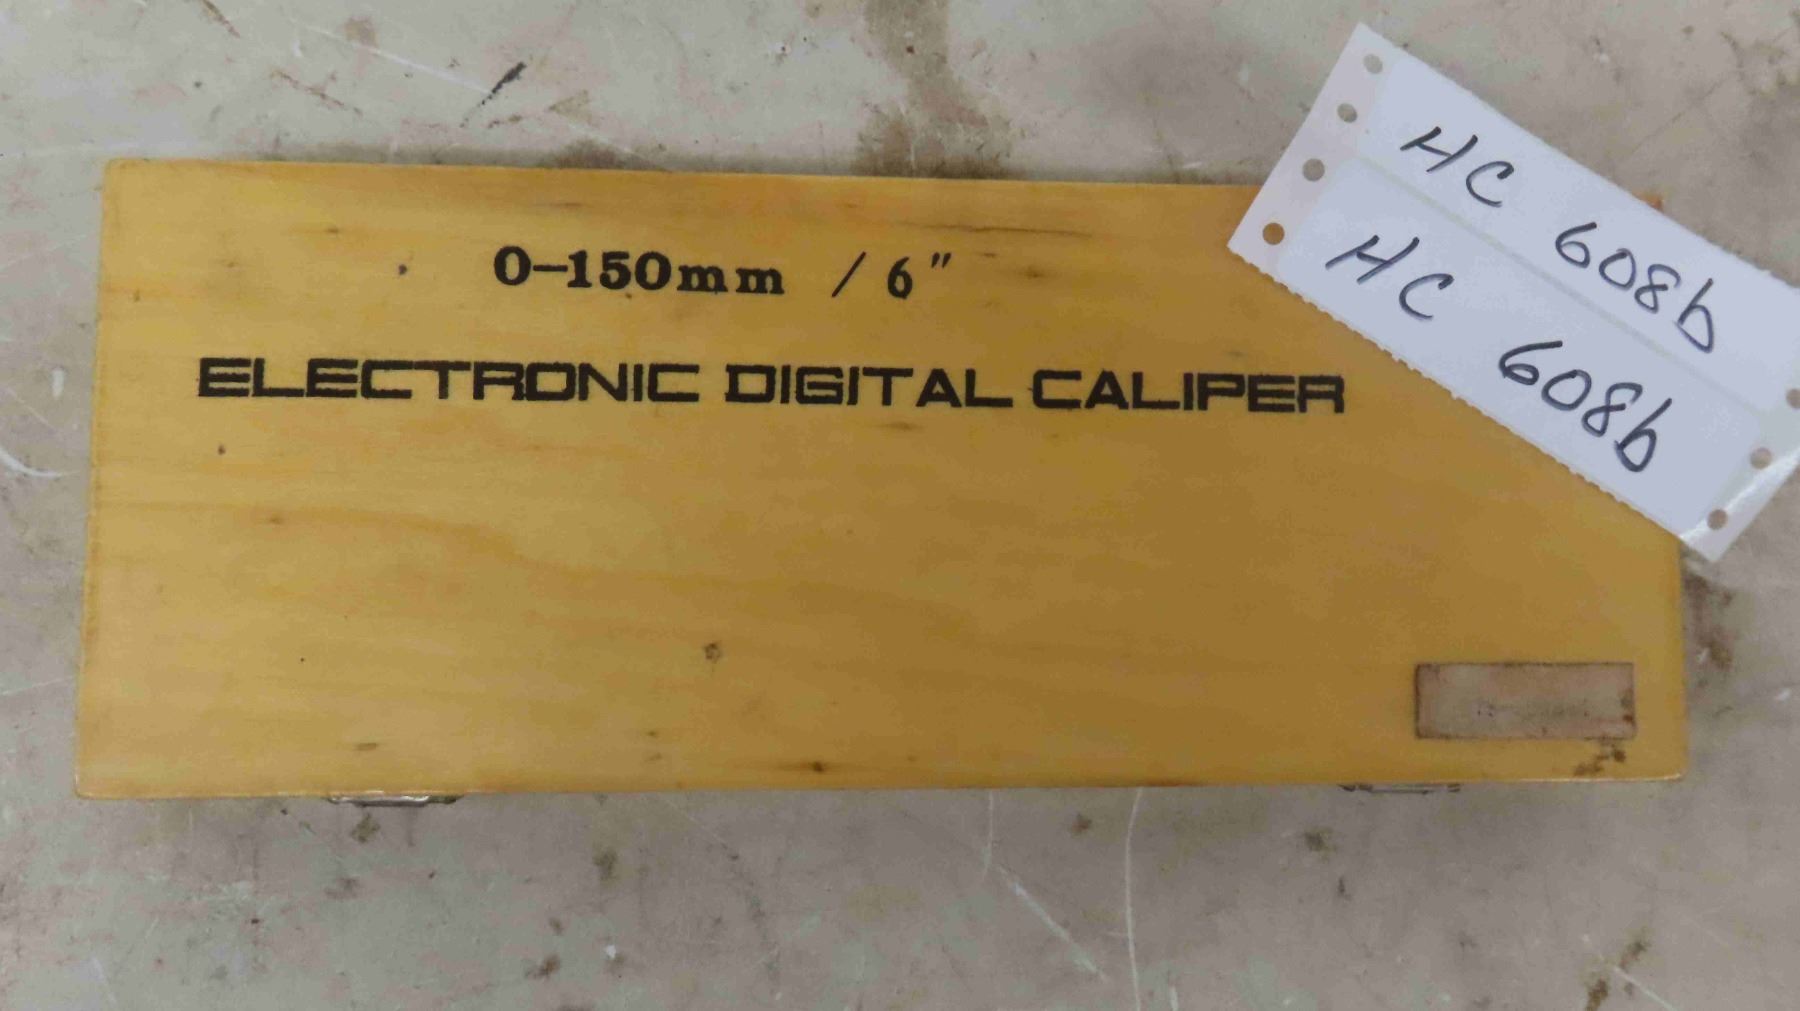 0-150mm / 6"
ELECTRONIC DIGITAL CALIPER
HC 608b
HC 608b